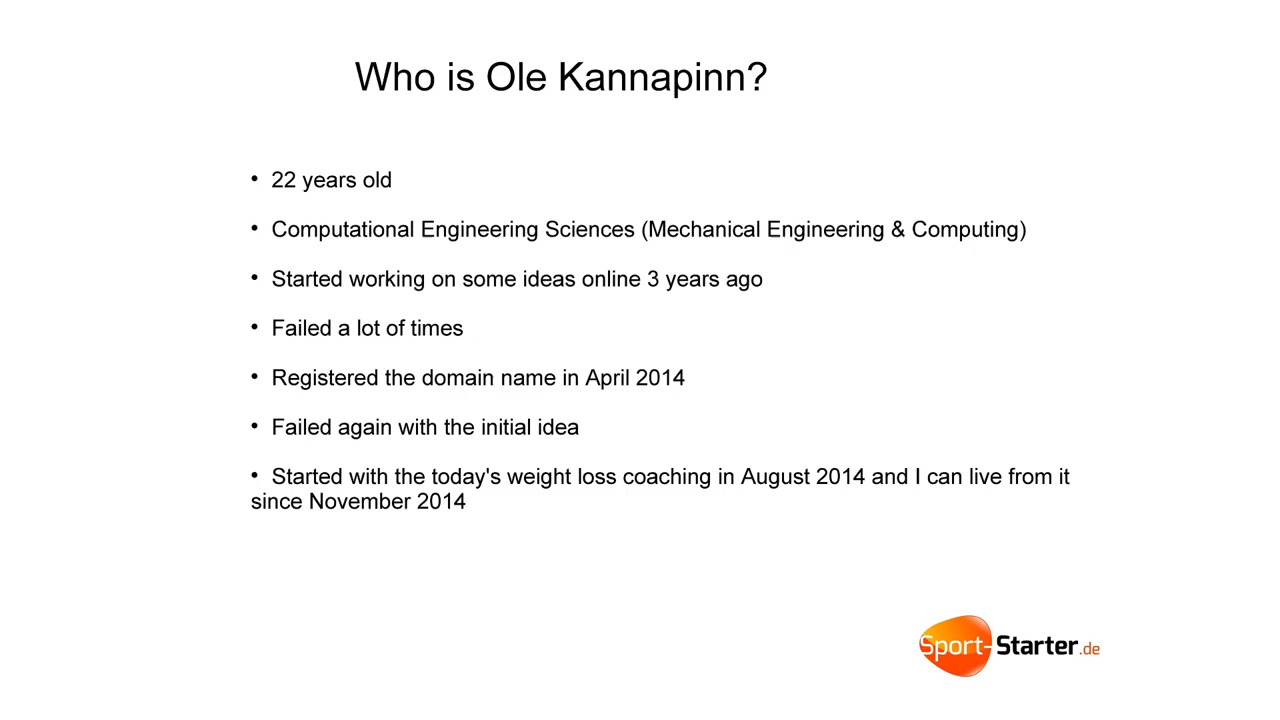 Who is Ole Kannapinn?
• 22 years old
• Computational Engineering Sciences (Mechanical Engineering & Computing)
• Started working on some ideas online 3 years ago
• Failed a lot of times
• Registered the domain name in April 2014
• Failed again with the initial idea
• Started with the today's weight loss coaching in August 2014 and I can live from it
since November 2014
Sport-Starter.de